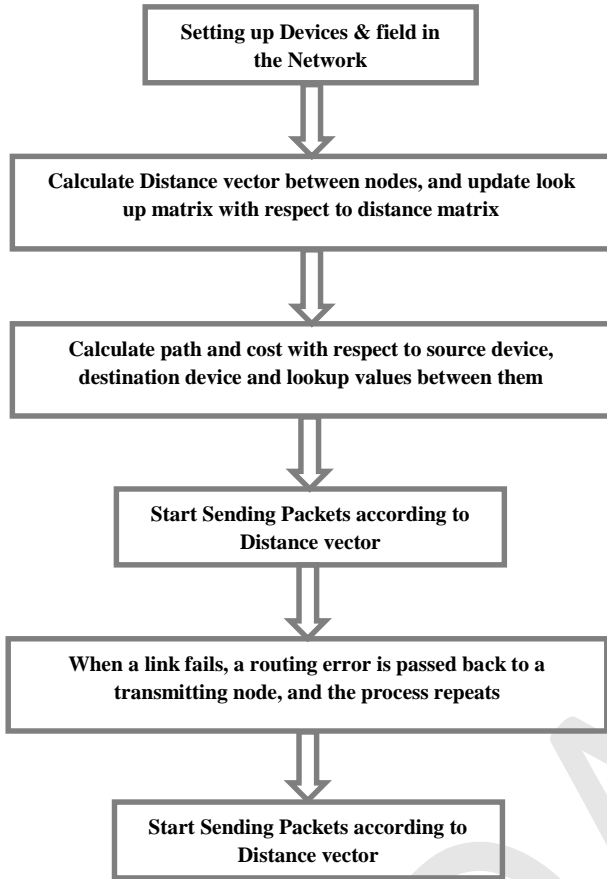 Setting up Devices & field in
the Network
Calculate Distance vector between nodes, and update look
up matrix with respect to distance matrix
Calculate path and cost with respect to source device,
destination device and lookup values between them
Start Sending Packets according to
Distance vector
When a link fails, a routing error is passed back to a
transmitting node, and the process repeats
Start Sending Packets according to
Distance vector